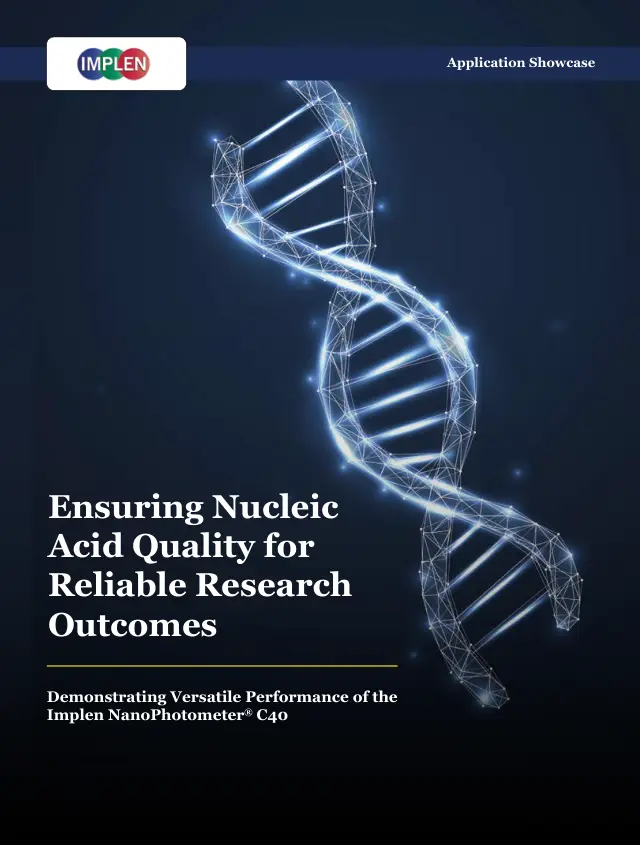 IMPLEN
Application Showcase
Ensuring Nucleic
Acid Quality for
Reliable Research
Outcomes
Demonstrating Versatile Performance of the
Implen NanoPhotometer® C40